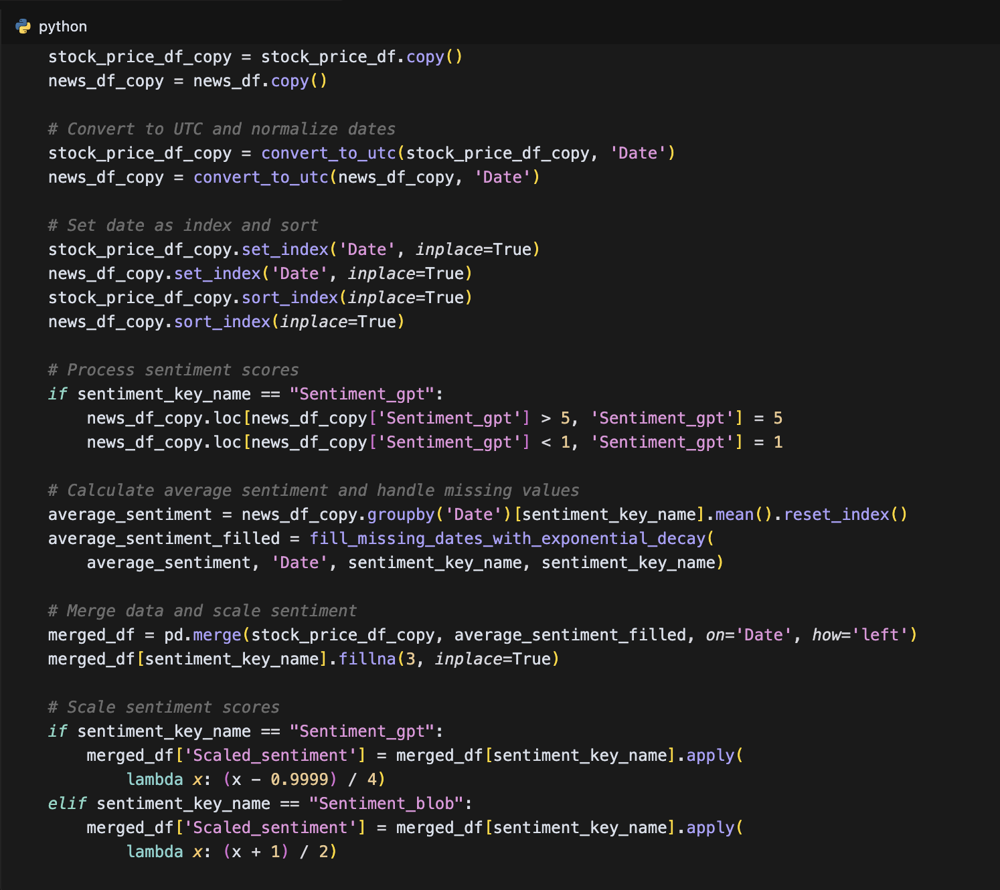 python
stock_price_df_copy = stock_price_df.copy()
news_df_copy = news_df.copy()
# Convert to UTC and normalize dates
stock_price_df_copy = convert_to_utc(stock_price_df_copy, 'Date')
news_df_copy = convert_to_utc(news_df_copy, 'Date')
# Set date as index and sort
stock_price_df_copy.set_index('Date', inplace=True)
news_df_copy.set_index('Date', inplace=True)
stock_price_df_copy.sort_index(inplace=True)
news_df_copy.sort_index(inplace=True)
# Process sentiment scores
if sentiment_key_name == "Sentiment_gpt":
    news_df_copy.loc[news_df_copy['Sentiment_gpt'] > 5, 'Sentiment_gpt'] = 5
    news_df_copy.loc[news_df_copy['Sentiment_gpt'] < 1, 'Sentiment_gpt'] = 1
# Calculate average sentiment and handle missing values
average_sentiment = news_df_copy.groupby('Date')[sentiment_key_name].mean().reset_index()
average_sentiment_filled = fill_missing_dates_with_exponential_decay(
    average_sentiment, 'Date', sentiment_key_name, sentiment_key_name)
# Merge data and scale sentiment
merged_df = pd.merge(stock_price_df_copy, average_sentiment_filled, on='Date', how='left')
merged_df[sentiment_key_name].fillna(3, inplace=True)
# Scale sentiment scores
if sentiment_key_name == "Sentiment_gpt":
    merged_df['Scaled_sentiment'] = merged_df[sentiment_key_name].apply(
        lambda x: (x - 0.9999) / 4)
elif sentiment_key_name == "Sentiment_blob":
    merged_df['Scaled_sentiment'] = merged_df[sentiment_key_name].apply(
        lambda x: (x + 1) / 2)